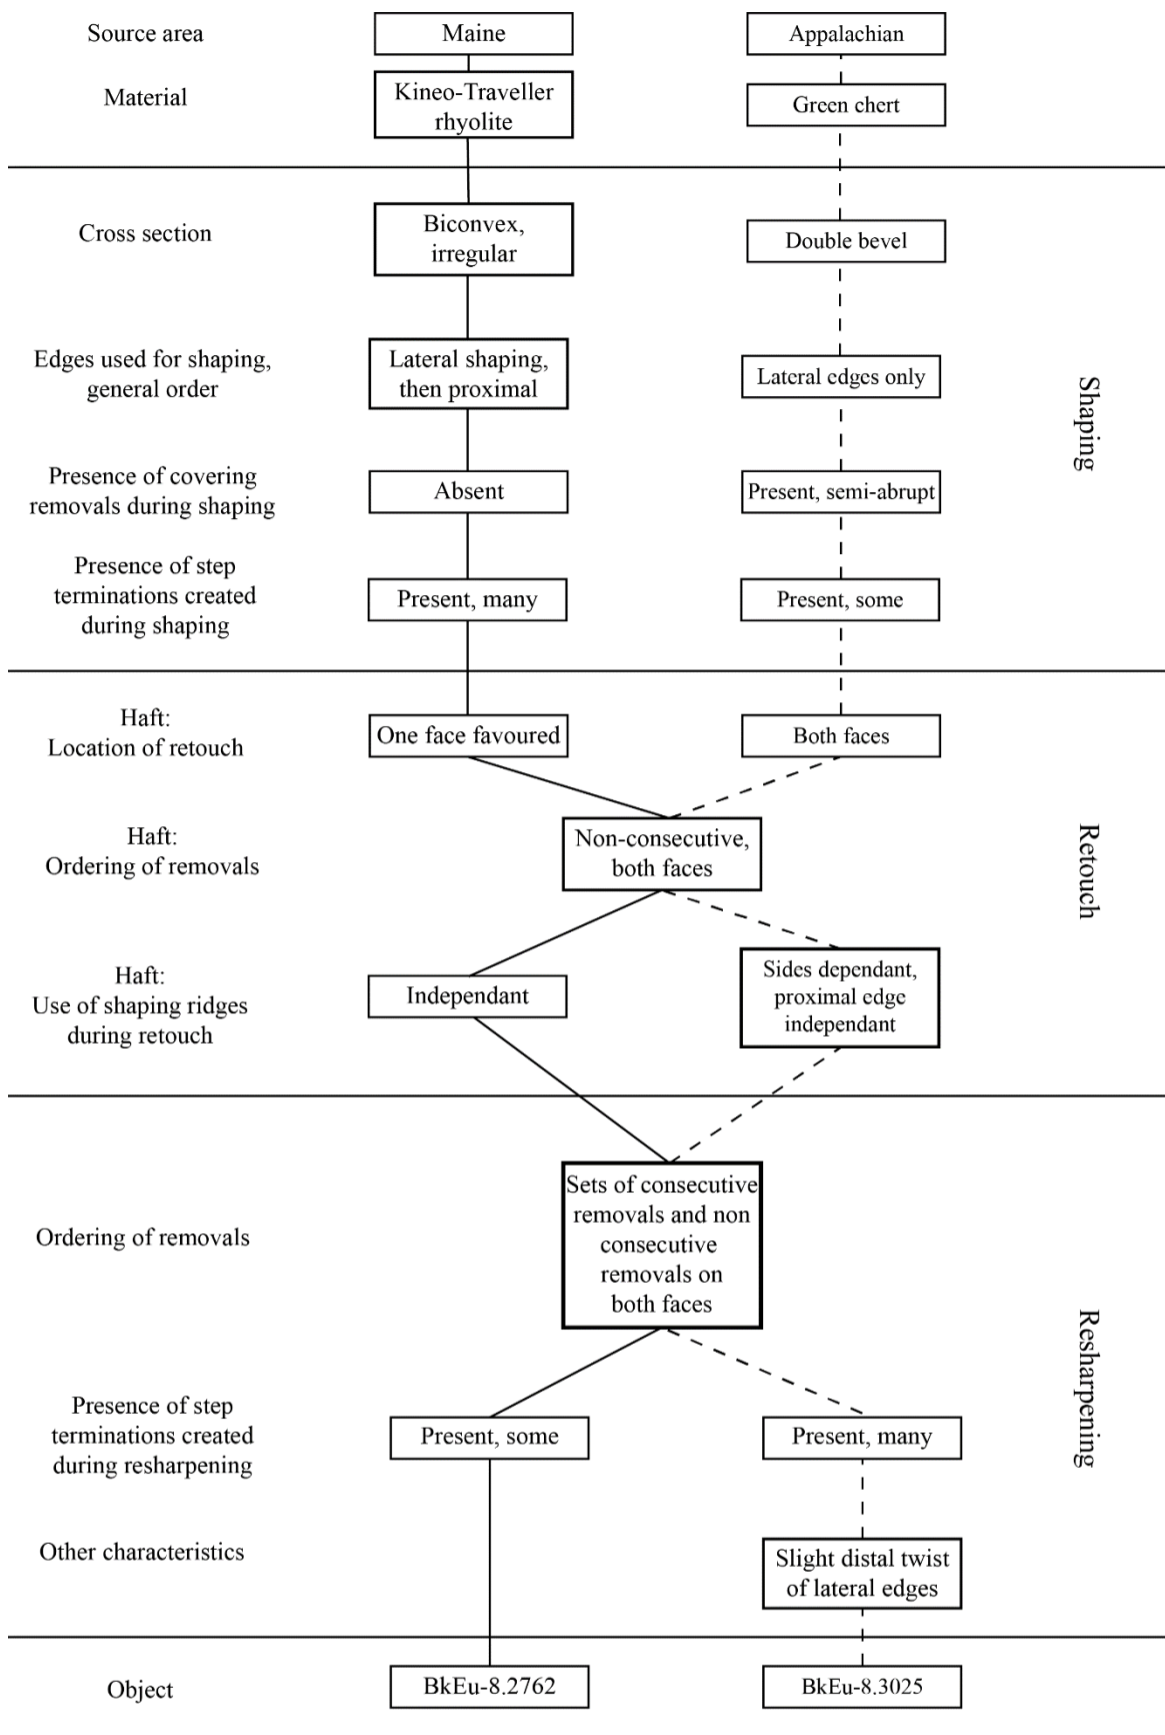 Source area
Maine
Appalachian
Material
Kineo-Traveller
rhyolite
Green chert
Cross section
Biconvex,
irregular
Double bevel
Edges used for shaping,
general order
Lateral shaping,
then proximal
Lateral edges only
Shaping
Presence of covering
removals during shaping
Absent
Present, semi-abrupt
Presence of step
terminations created
during shaping
Present, many
Present, some
Haft:
Location of retouch
One face favoured
Both faces
Haft:
Ordering of removals
Non-consecutive,
both faces
Retouch
Haft:
Use of shaping ridges
during retouch
Independant
Sides dependant,
proximal edge
independant
Ordering of removals
Sets of consecutive
removals and non
consecutive
removals on
both faces
Resharpening
Presence of step
terminations created
during resharpening
Present, some
Present, many
Other characteristics
Slight distal twist
of lateral edges
Object
BkEu-8.2762
BkEu-8.3025